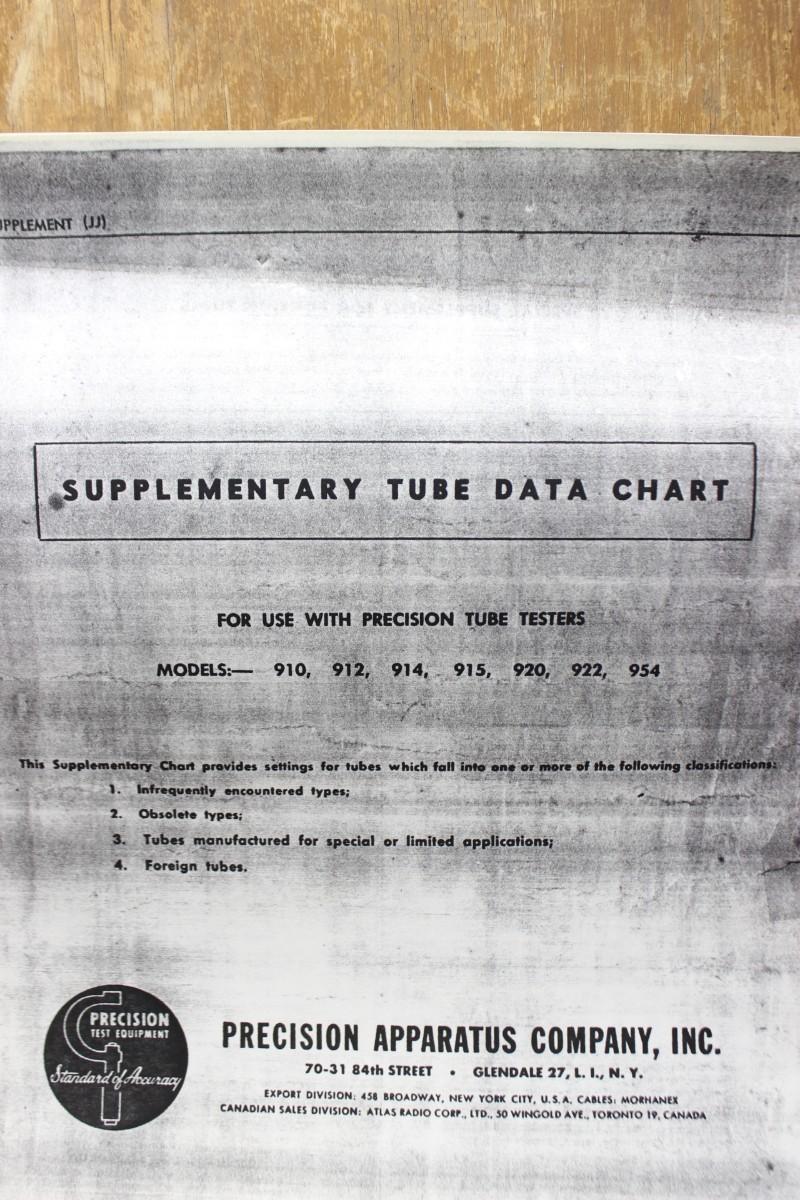 UPPLEMENT (JJ)
SUPPLEMENTARY TUBE DATA CHART
FOR USE WITH PRECISION TUBE TESTERS
MODELS:— 910, 912, 914, 915, 920, 922, 954
This Supplementary Chart provides settings for tubes which fall into one or more of the following classifications:
1. Infrequently encountered types;
2. Obsolete types;
3. Tubes manufactured for special or limited applications;
4. Foreign tubes.
PRECISION
TEST EQUIPMENT
Standard of Accuracy
PRECISION APPARATUS COMPANY, INC.
70-31 84th STREET • GLENDALE 27, L. I., N. Y.
EXPORT DIVISION: 458 BROADWAY, NEW YORK CITY, U.S.A. CABLES: MORHANEX
CANADIAN SALES DIVISION: ATLAS RADIO CORP., LTD., 50 WINGOLD AVE., TORONTO 19, CANADA